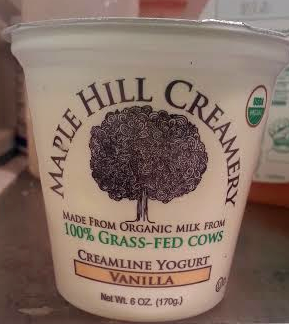 MAPLE HILL CREAMERY
USDA
ORGANIC
MADE FROM ORGANIC MILK FROM
100% GRASS-FED COWS
CREAMLINE YOGURT
VANILLA
Net Wt. 6 OZ. (170g.)